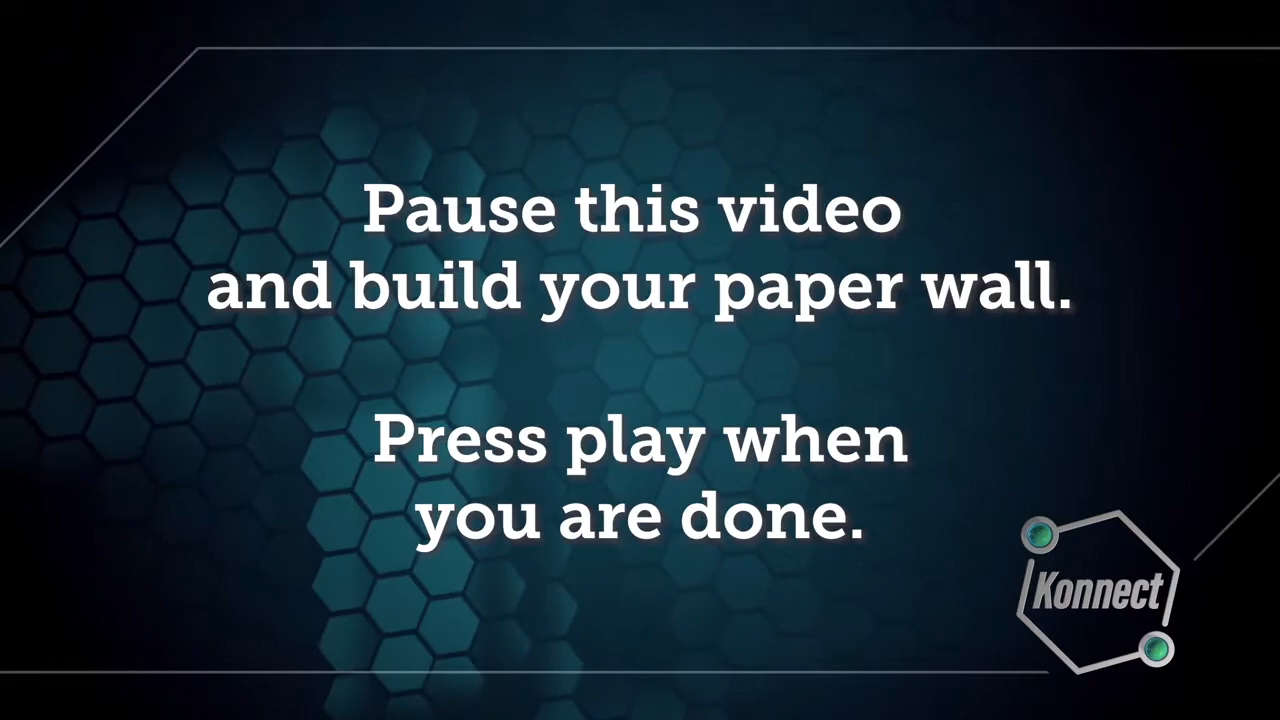 Pause this video
and build your paper wall.
Press play when
you are done.
Konnect